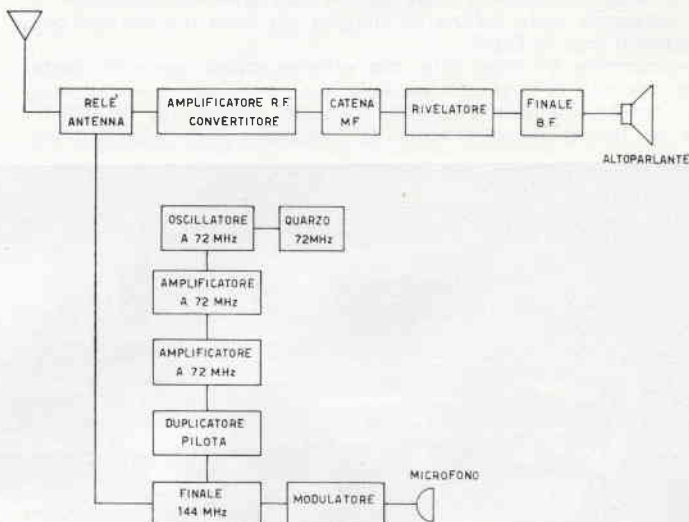 RELE'
ANTENNA
AMPLIFICATORE R.F.
CONVERTITORE
CATENA
MF
RIVELATORE
FINALE
B.F
ALTOPARLANTE
OSCILLATORE
A 72 MHz
QUARZO
72MHz
AMPLIFICATORE
A 72 MHz
AMPLIFICATORE
A 72 MHz
DUPLICATORE
PILOTA
FINALE
144 MHz
MODULATORE
MICROFONO